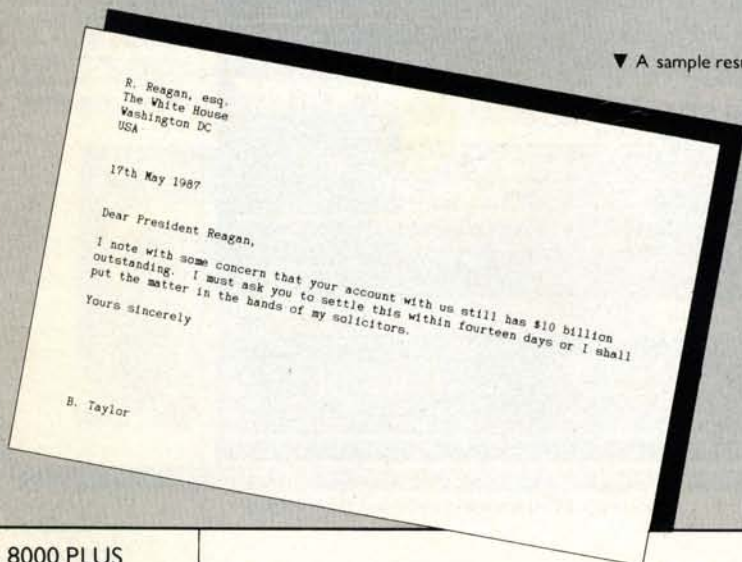 ▼ A sample
R. Reagan, esq.
The White House
Washington DC
USA
17th May 1987
Dear President Reagan,
I note with some concern that your account with us still has $10 billion
outstanding. I must ask you to settle this within fourteen days or I shall
put the matter in the hands of my solicitors.
Yours sincerely
B. Taylor
8000 PLUS